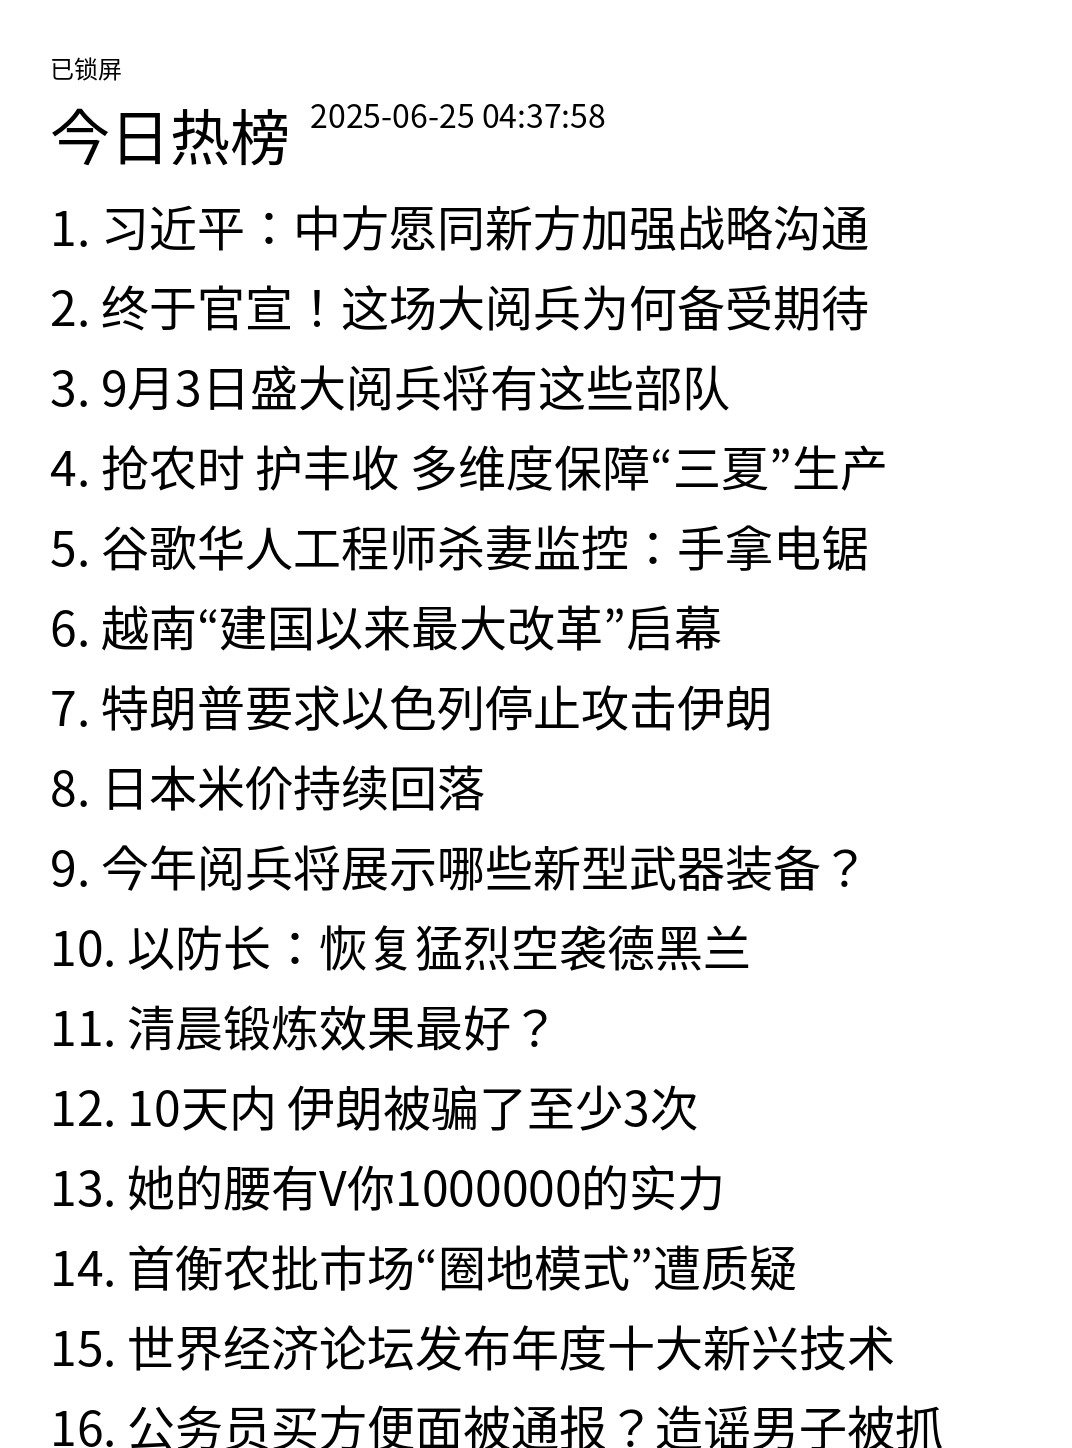 已锁屏
今日热榜 2025-06-25 04:37:58
1. 习近平：中方愿同新方加强战略沟通
2. 终于官宣！这场大阅兵为何备受期待
3. 9月3日盛大阅兵将有这些部队
4. 抢农时 护丰收 多维度保障“三夏”生产
5. 谷歌华人工程师杀妻监控：手拿电锯
6. 越南“建国以来最大改革”启幕
7. 特朗普要求以色列停止攻击伊朗
8. 日本米价持续回落
9. 今年阅兵将展示哪些新型武器装备？
10. 以防长：恢复猛烈空袭德黑兰
11. 清晨锻炼效果最好？
12. 10天内 伊朗被骗了至少3次
13. 她的腰有V你1000000的实力
14. 首衡农批市场“圈地模式”遭质疑
15. 世界经济论坛发布年度十大新兴技术
16. 公务员买方便面被通报？造谣男子被抓